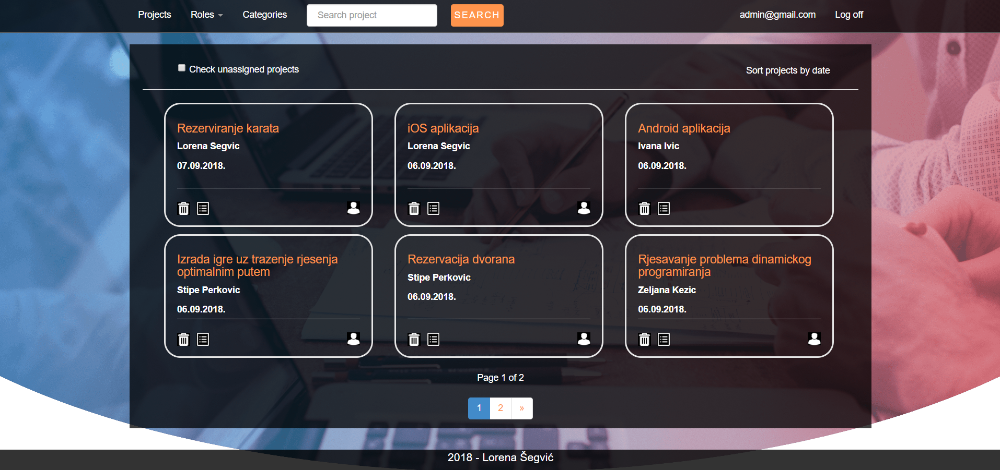 Projects Roles Categories Search project SEARCH admin@gmail.com Log off
Check unassigned projects Sort projects by date
Rezerviranje karata
Lorena Segvic
07.09.2018.
iOS aplikacija
Lorena Segvic
06.09.2018.
Android aplikacija
Ivana Ivic
06.09.2018.
Izrada igre uz trazenje rjesenja
optimalnim putem
Stipe Perkovic
06.09.2018.
Rezervacija dvorana
Stipe Perkovic
06.09.2018.
Rjesavanje problema dinamickog
programiranja
Zeljana Kezic
06.09.2018.
Page 1 of 2
1 2 »
2018 - Lorena Šegvić